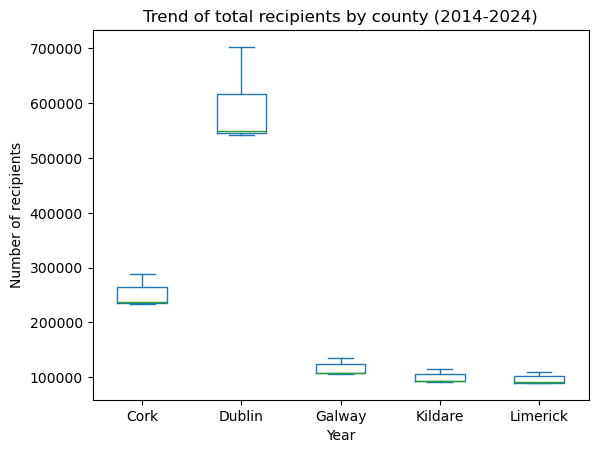 Trend of total recipients by county (2014-2024)
700000
600000
500000
400000
300000
200000
100000
Number of recipients
Cork Dublin Galway Kildare Limerick
Year